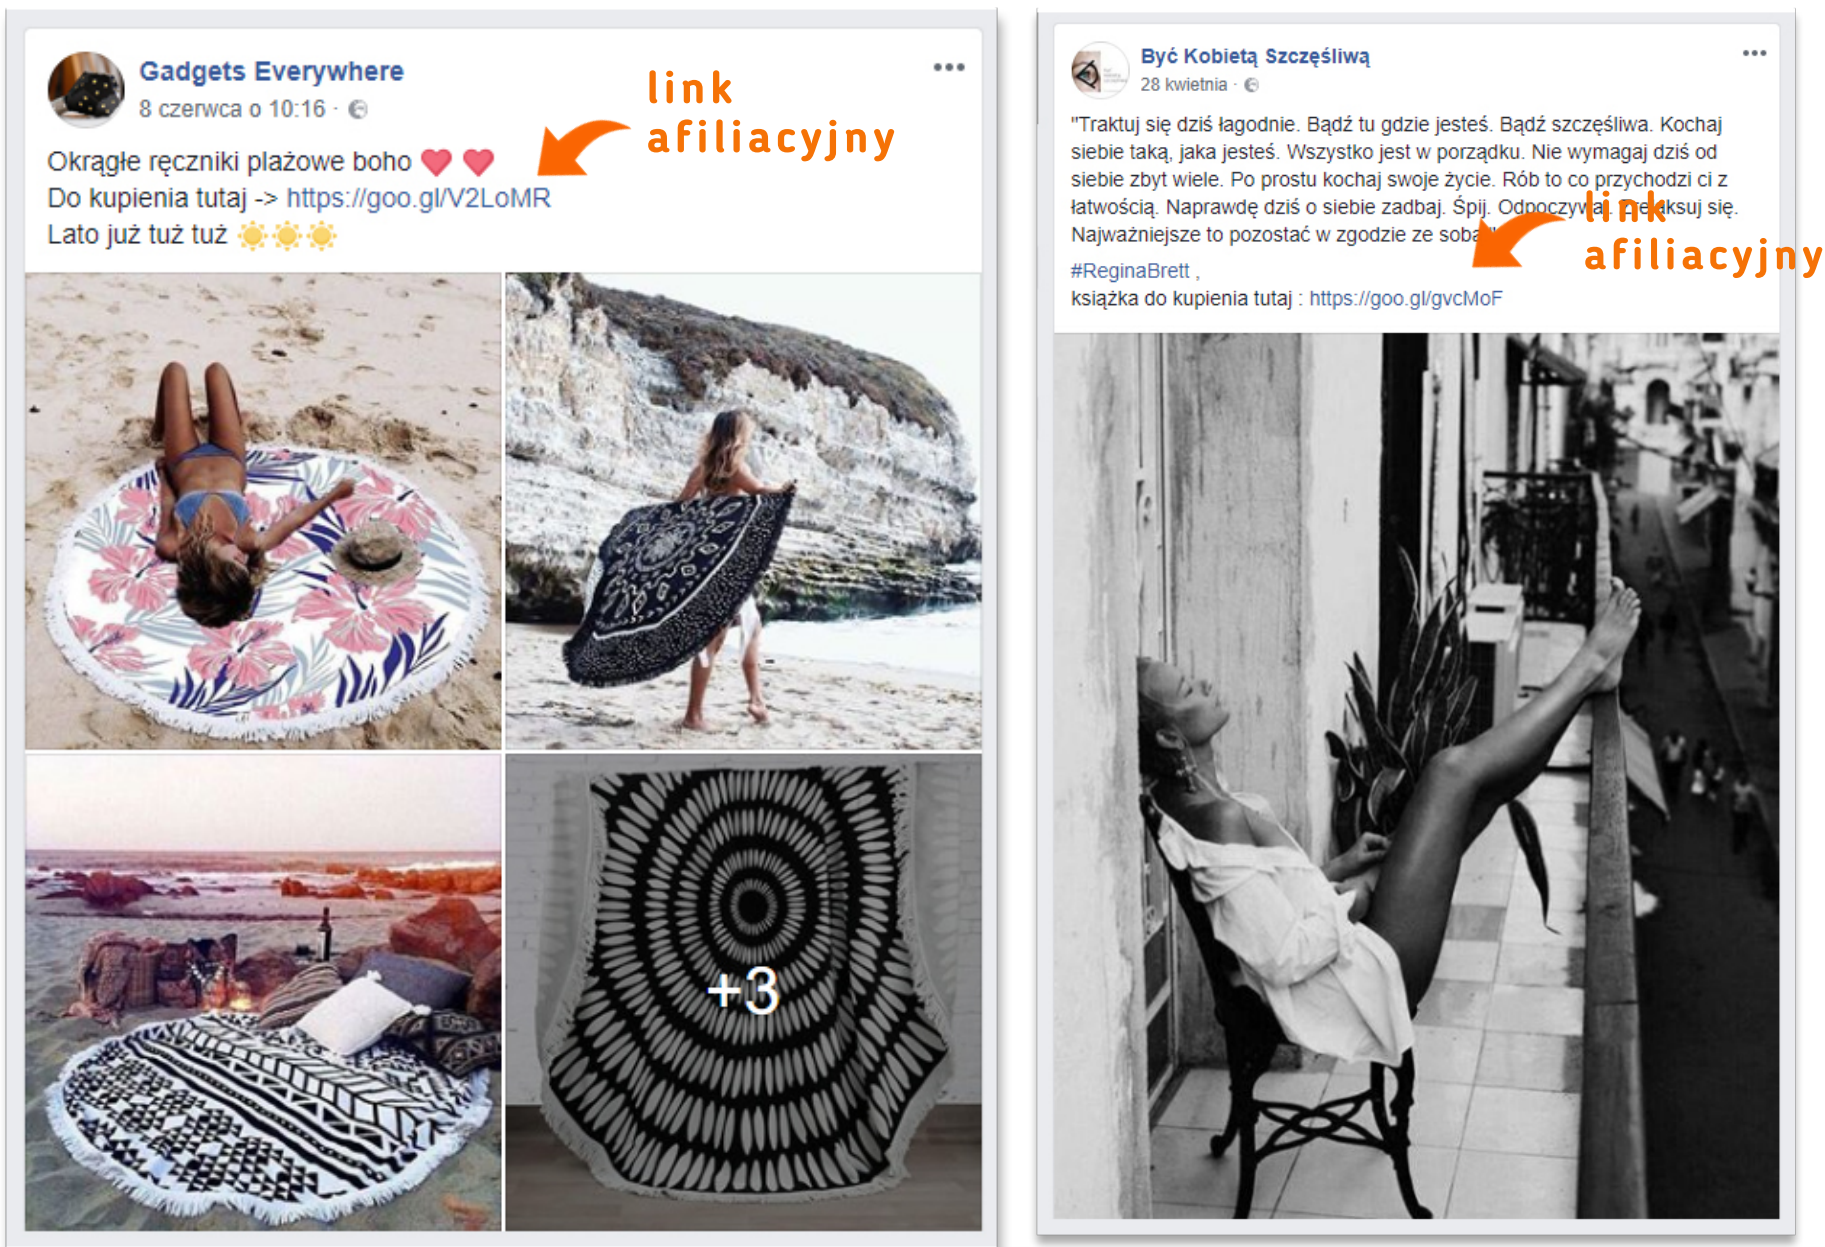 Gadgets Everywhere
8 czerwca o 10:16 ·
link
afiliacyjny
Okrągłe ręczniki plażowe boho
Do kupienia tutaj -> https://goo.gl/V2LoMR
Lato już tuż tuż
+3
Być Kobietą Szczęśliwą
28 kwietnia ·
"Traktuj się dziś łagodnie. Bądź tu gdzie jesteś. Bądź szczęśliwa. Kochaj
siebie taką, jaka jesteś. Wszystko jest w porządku. Nie wymagaj dziś od
siebie zbyt wiele. Po prostu kochaj swoje życie. Rób to co przychodzi ci z
łatwością. Naprawdę dziś o siebie zadbaj. Śpij. się.
Najważniejsze to pozostać w zgodzie ze
link
afiliacyjny
#ReginaBrett ,
książka do kupienia tutaj : https://goo.gl/gvcMoF